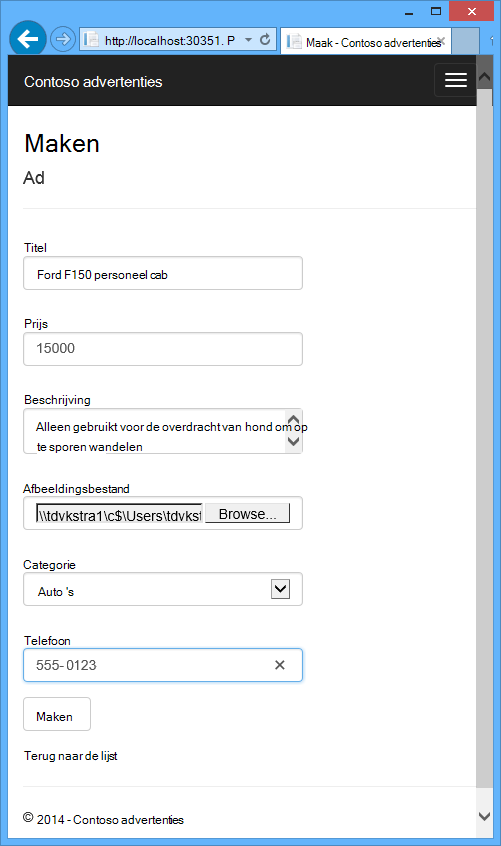 http://localhost:30351. P
Maak - Contoso advertenties
Contoso advertenties
Maken
Ad
Titel
Ford F150 personeel cab
Prijs
15000
Beschrijving
Alleen gebruikt voor de overdracht van hond om op
te sporen wandelen
Afbeeldingsbestand
\\tdvkstra1\c$\Users\tdvkst
Browse...
Categorie
Auto 's
Telefoon
555-0123
Maken
Terug naar de lijst
© 2014 - Contoso advertenties